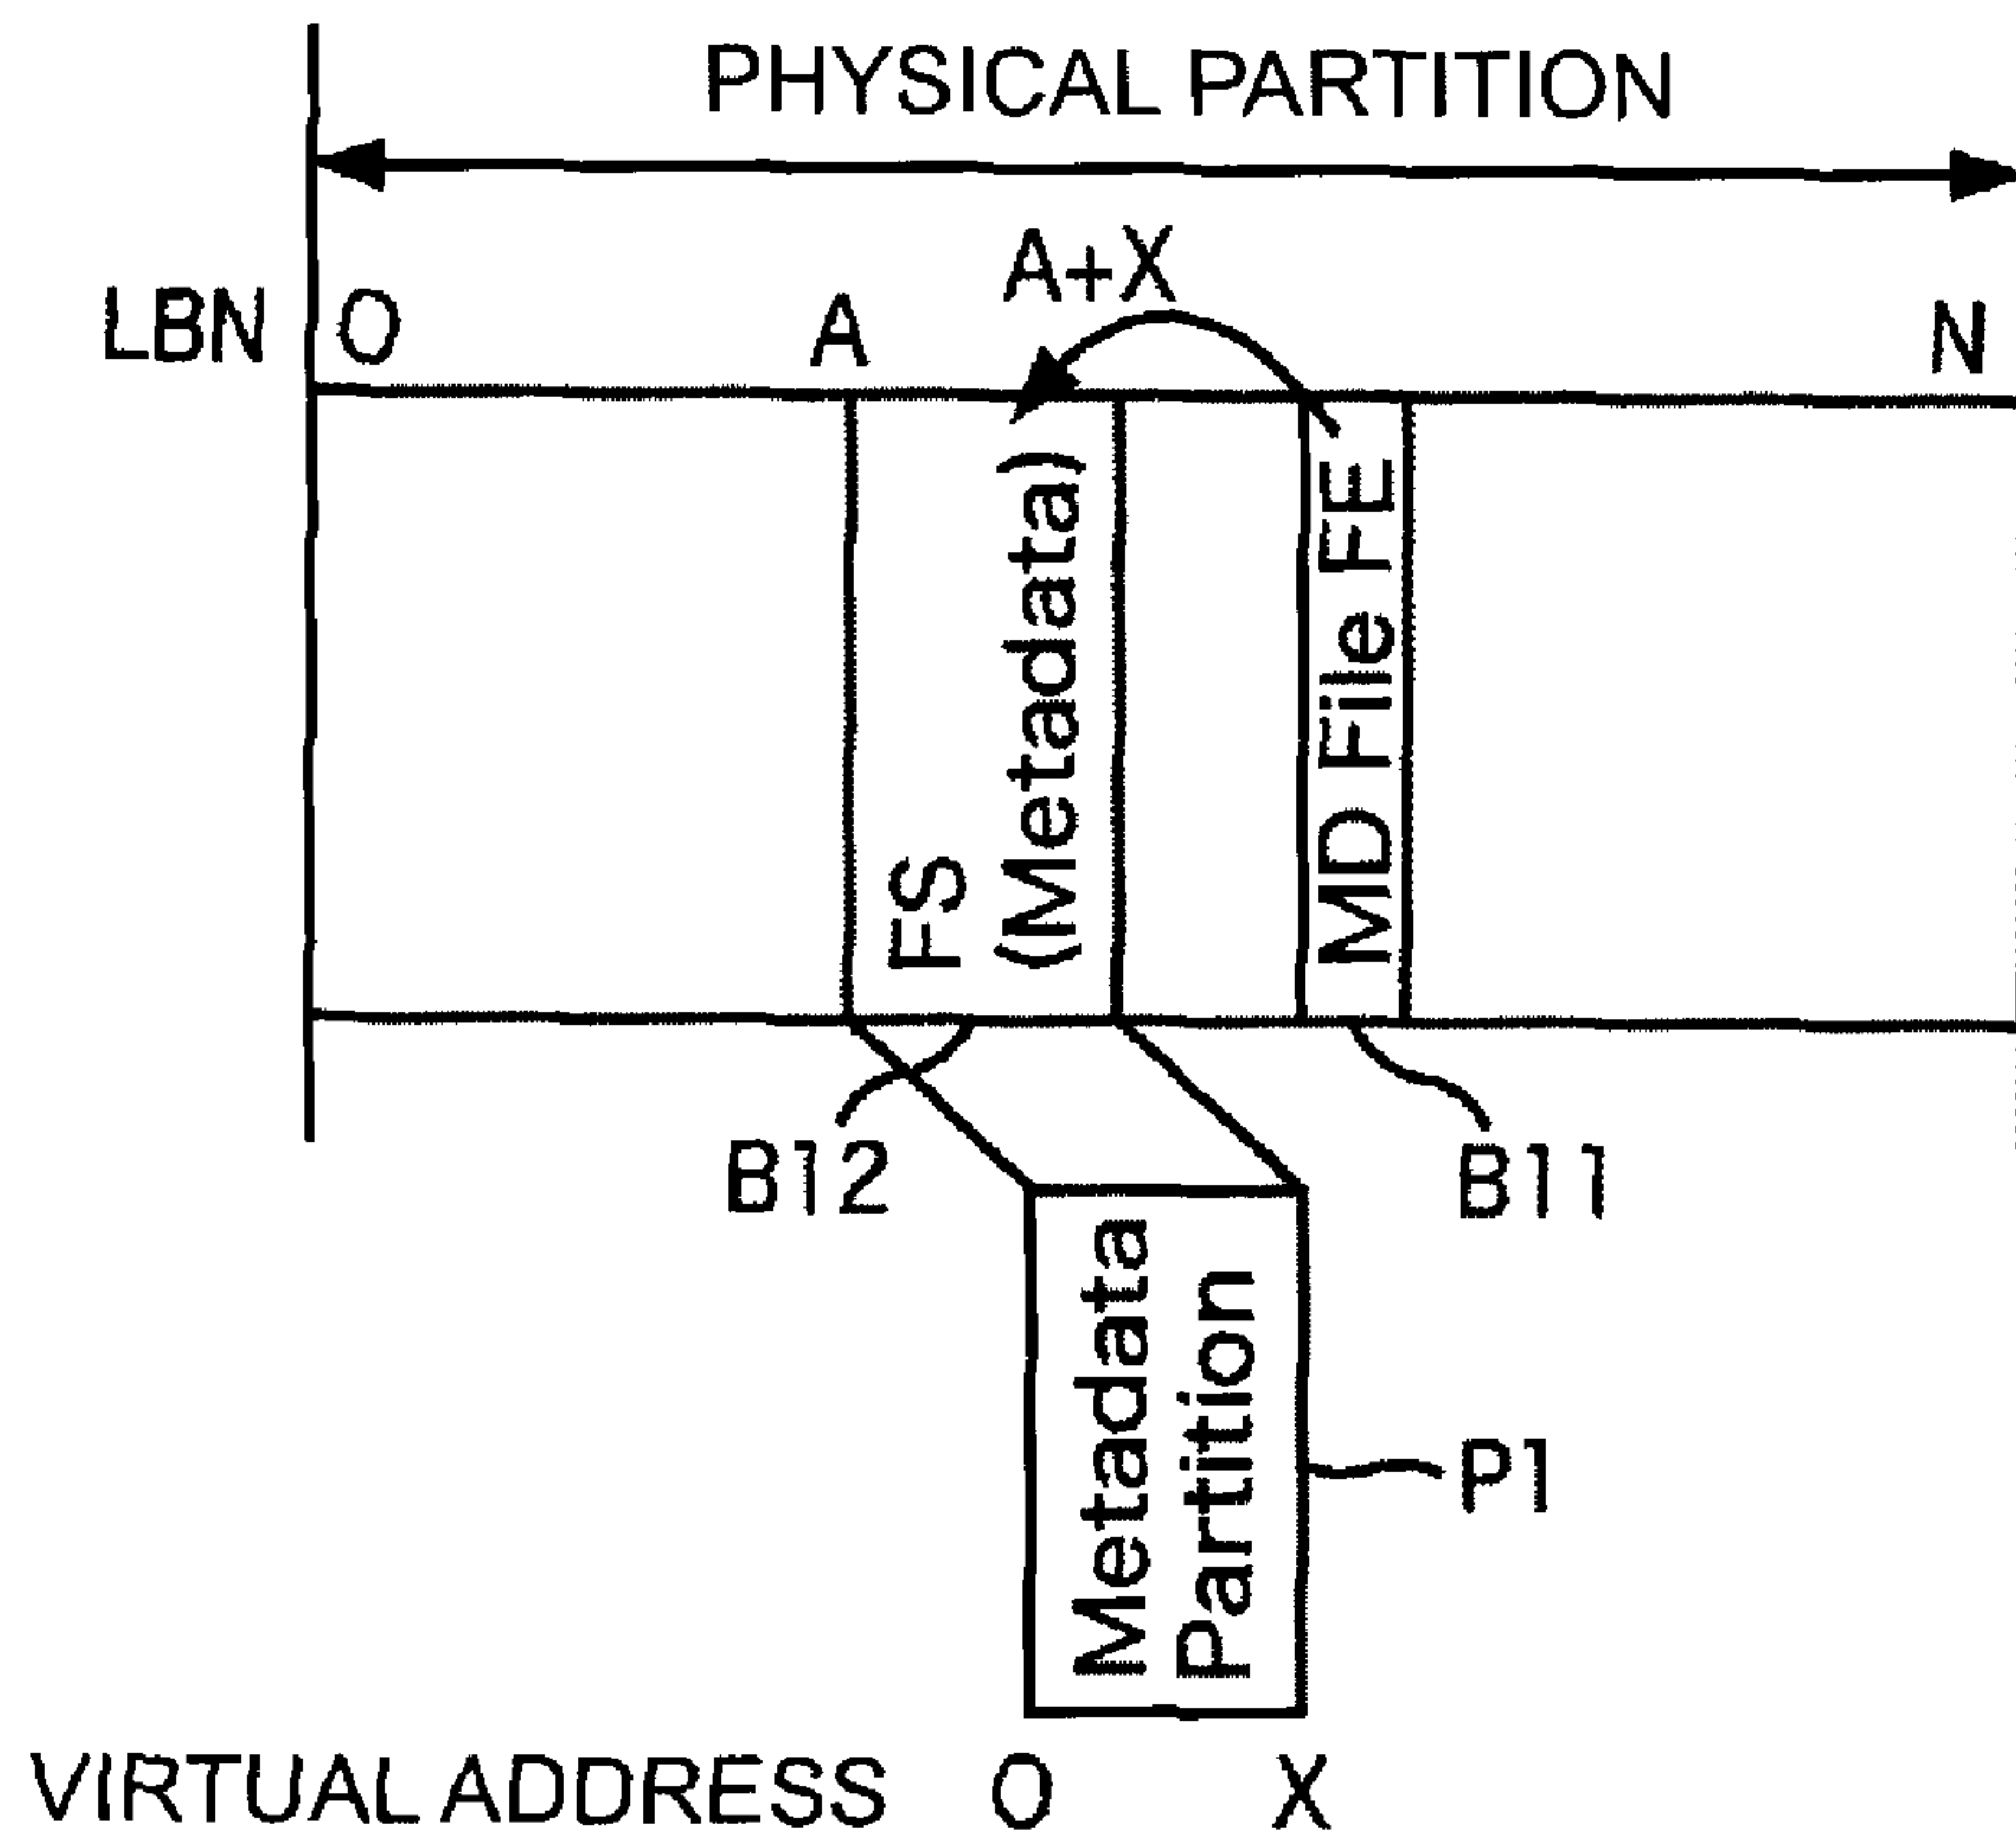 PHYSICAL PARTITION
LBN O A A+X N
FS
(Metadata)
MD File FE
B12
B11
Metadata
Partition
P1
VIRTUAL ADDRESS O X